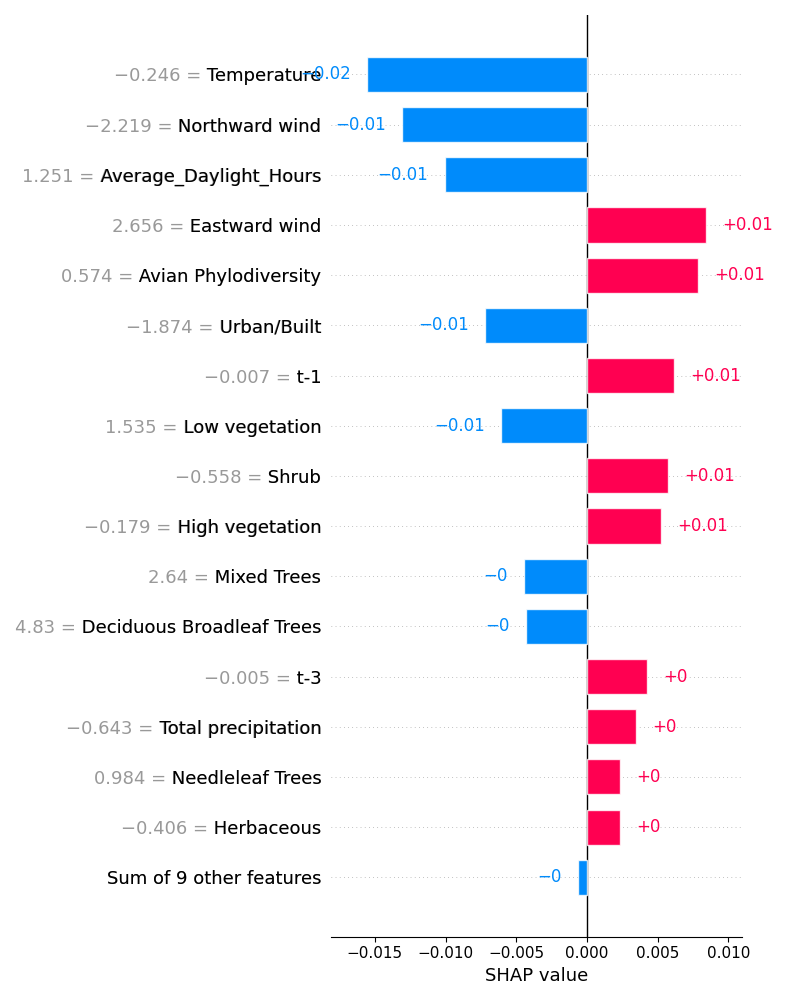 −0.246 = Temperature −0.02
−2.219 = Northward wind −0.01
1.251 = Average_Daylight_Hours −0.01
2.656 = Eastward wind +0.01
0.574 = Avian Phylodiversity +0.01
−1.874 = Urban/Built −0.01
−0.007 = t-1 +0.01
1.535 = Low vegetation −0.01
−0.558 = Shrub +0.01
−0.179 = High vegetation +0.01
2.64 = Mixed Trees −0
4.83 = Deciduous Broadleaf Trees −0
−0.005 = t-3 +0
−0.643 = Total precipitation +0
0.984 = Needleleaf Trees +0
−0.406 = Herbaceous +0
Sum of 9 other features −0
−0.015 −0.010 −0.005 0.000 0.005 0.010
SHAP value